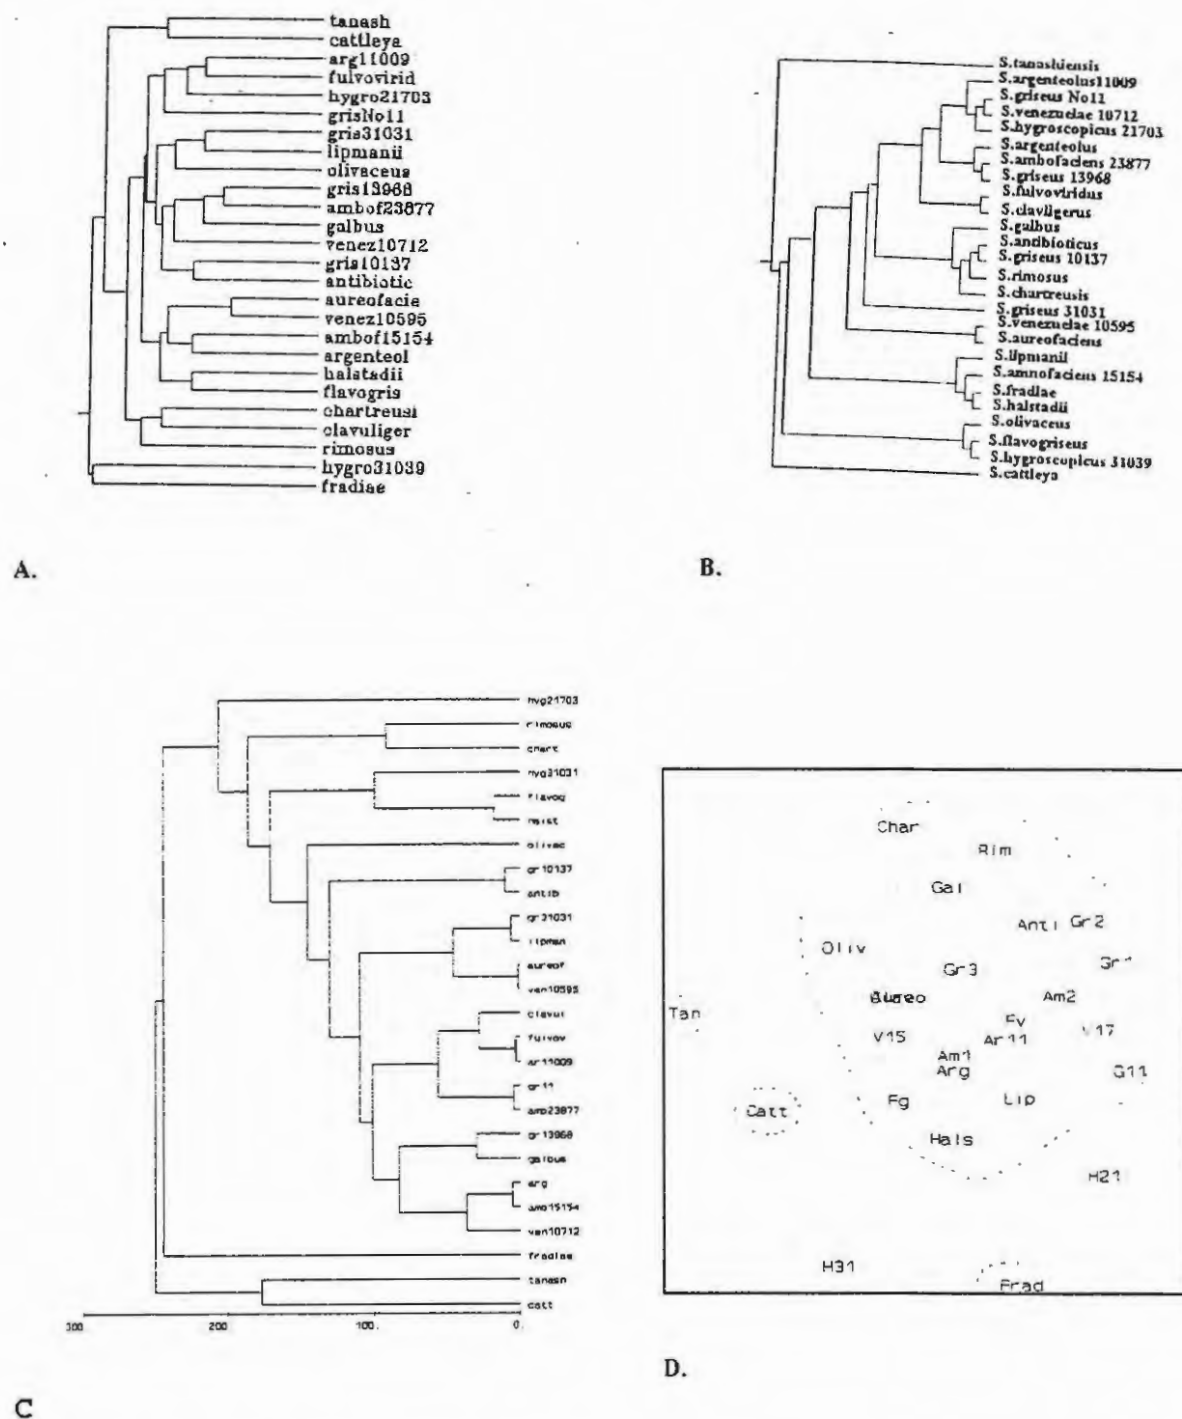 tanash
cattleya
arg11009
fulvovirid
hygro21703
grisNo11
gris31031
lipmanii
olivaceus
gris13968
ambof23877
galbus
venez10712
gris10137
antibiotic
aureofacie
venez10595
ambof15154
argenteol
halstadii
flavogris
chartreusi
clavuliger
rimosus
hygro31039
fradiae
A.
S.tanashiensis
S.argenteolus11009
S.griseus No11
S.venezuelae 10712
S.hygroscopicus 21703
S.argenteolus
S.ambofaciens 23877
S.griseus 13968
S.fulvoviridus
S.clavligerus
S.galbus
S.antibioticus
S.griseus 10137
S.rimosus
S.chartreusis
S.griseus 31031
S.venezuelae 10595
S.aureofaciens
S.lipmanii
S.amnofaciens 15154
S.fradiae
S.halstadii
S.olivaceus
S.flavogriseus
S.hygroscopicus 31039
S.cattleya
B.
hyg21703
rimosus
chart
hyg31031
flavog
halst
olivac
gr10137
antib
gr31031
lipman
aureof
ven10595
clavul
fulvov
ar11009
gr11
amb23877
gr13968
galbus
arg
amb15154
ven10712
fradiae
tanash
catt
300 200 100. 0.
C
Char
Rim
Gal
Anti Gr2
Oliv
Gr3
Am2
Tan
Fv
V15
Ar11
V17
Am1
Arg
G11
Fg
Lip
Catt
Hals
H21
H31
Frad
D.